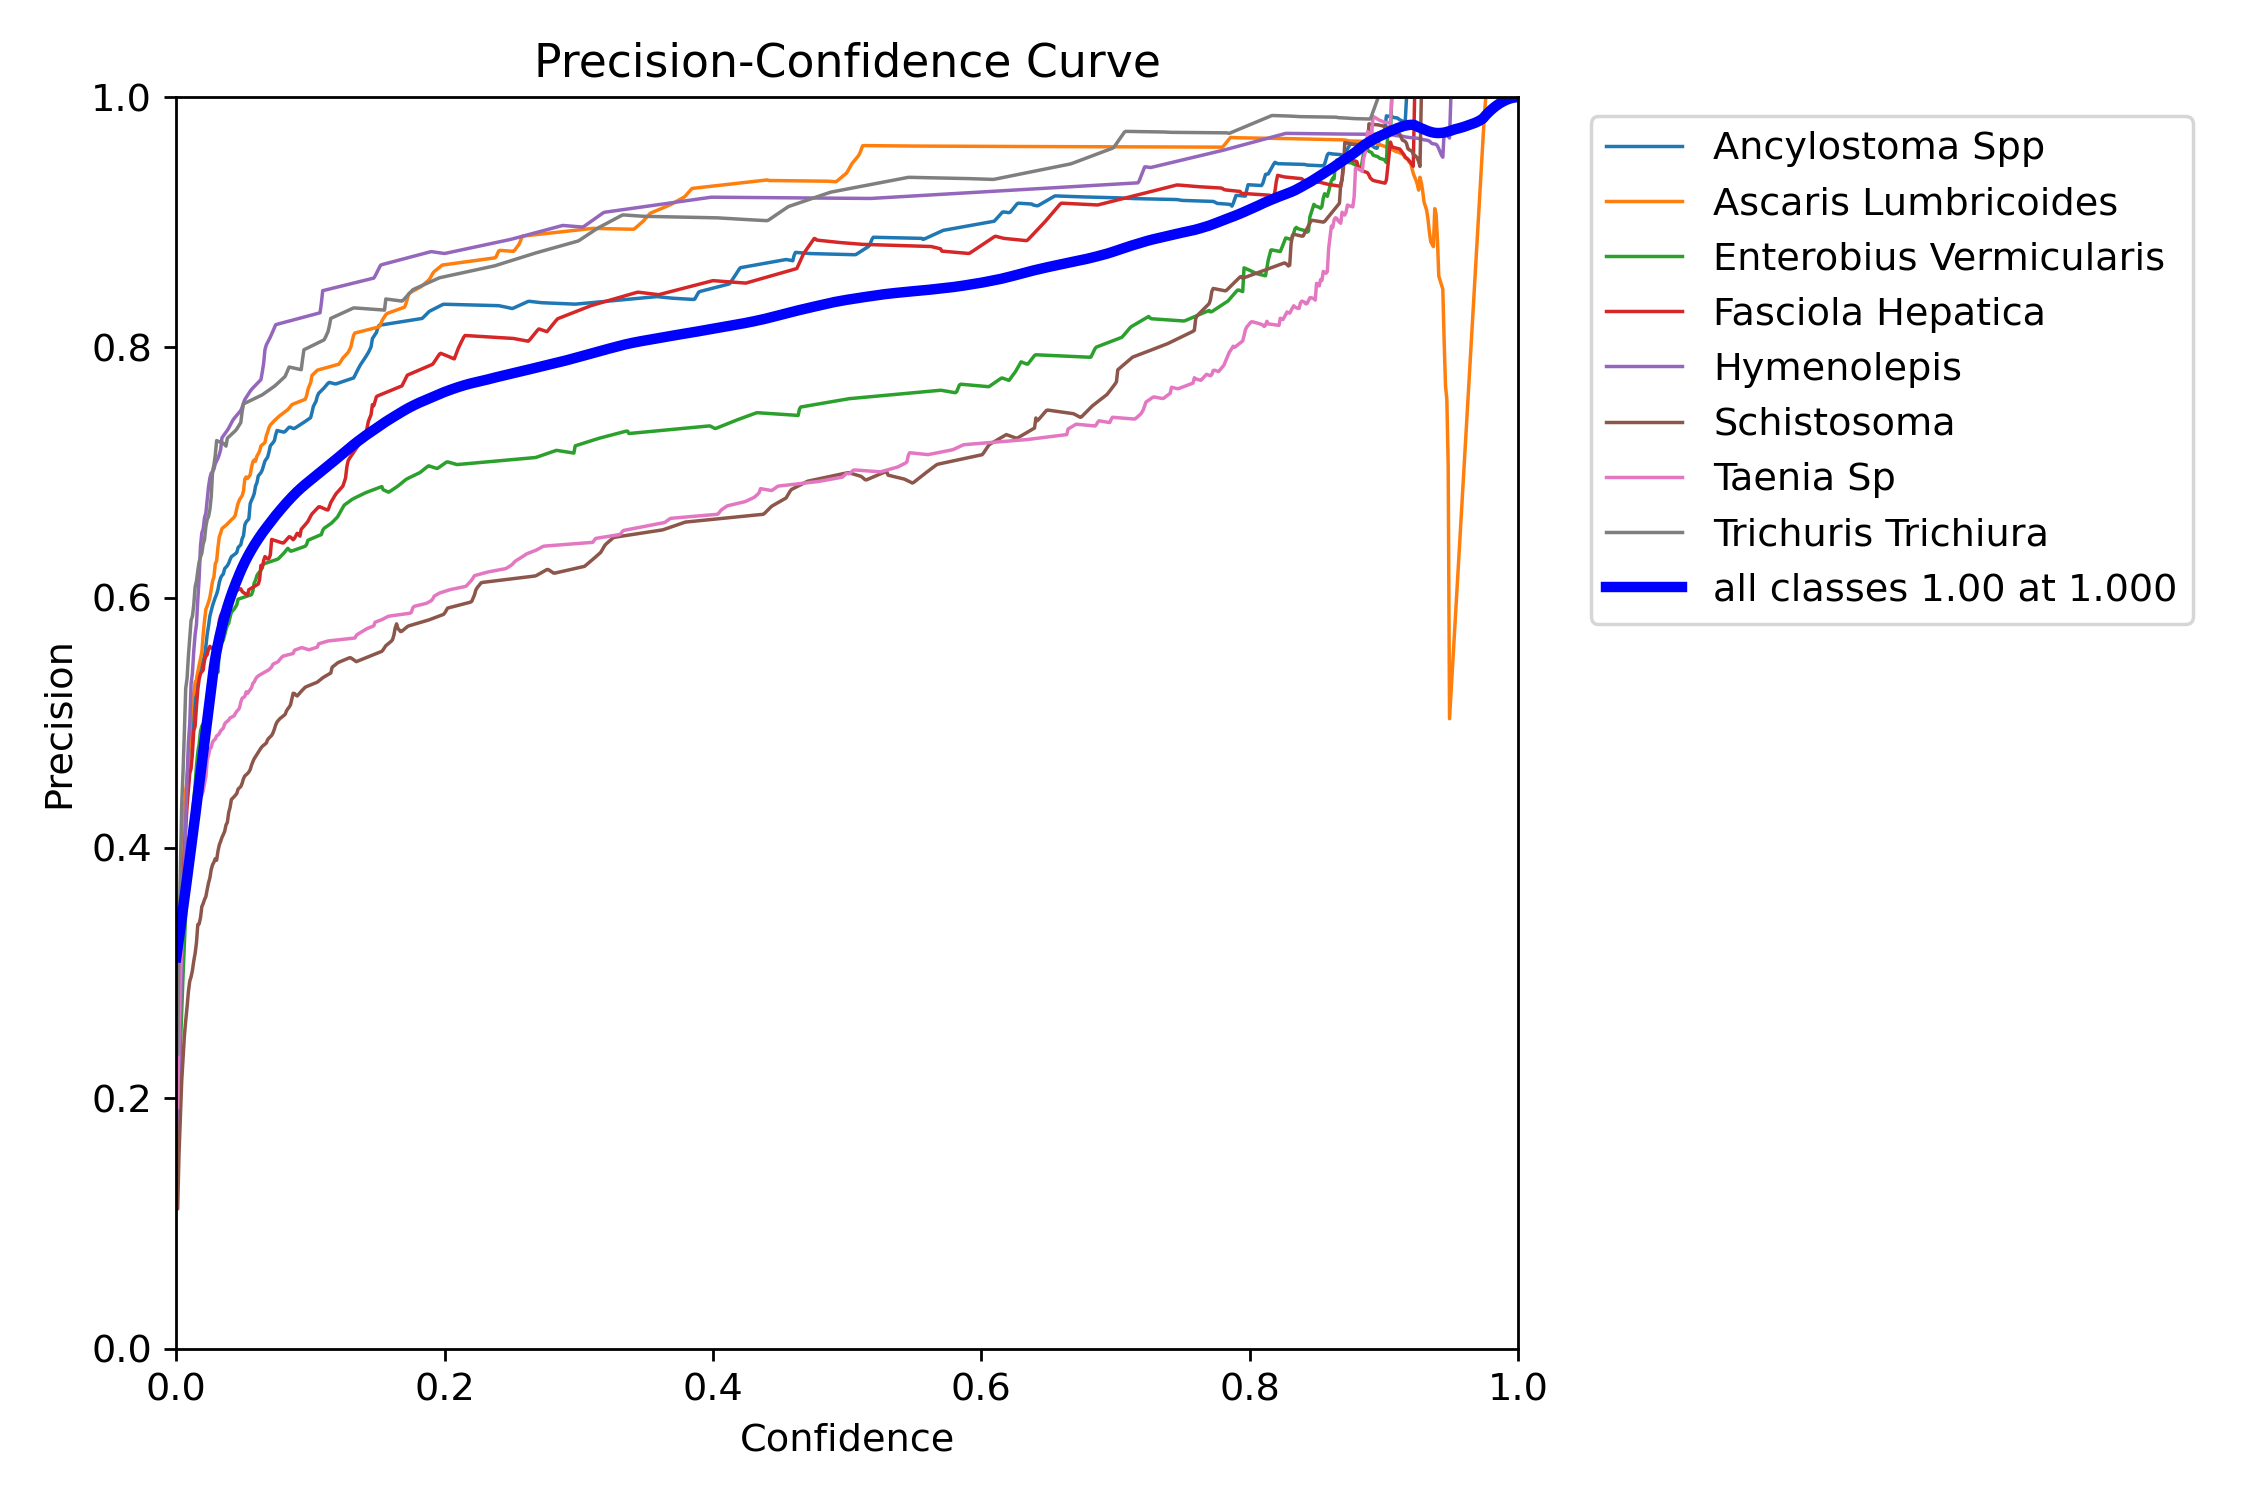 Precision-Confidence Curve
1.0
0.8
0.6
0.4
0.2
0.0
Precision
0.0 0.2 0.4 0.6 0.8 1.0
Confidence
Ancylostoma Spp
Ascaris Lumbricoides
Enterobius Vermicularis
Fasciola Hepatica
Hymenolepis
Schistosoma
Taenia Sp
Trichuris Trichiura
all classes 1.00 at 1.000